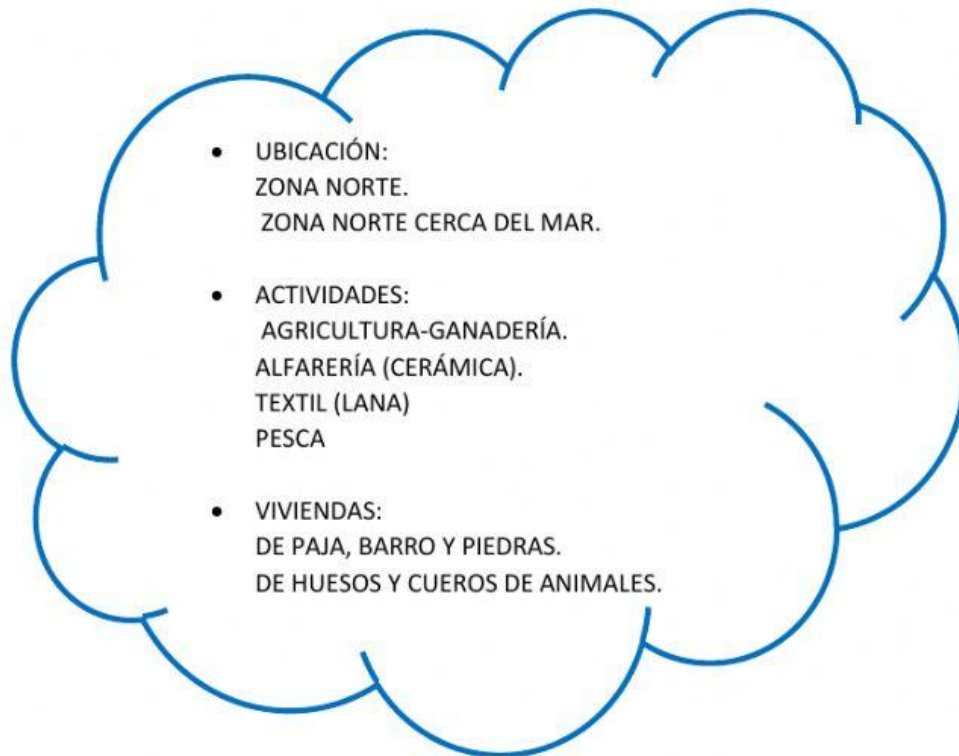 • UBICACIÓN:
ZONA NORTE.
ZONA NORTE CERCA DEL MAR.
• ACTIVIDADES:
AGRICULTURA-GANADERÍA.
ALFARERÍA (CERÁMICA).
TEXTIL (LANA)
PESCA
• VIVIENDAS:
DE PAJA, BARRO Y PIEDRAS.
DE HUESOS Y CUEROS DE ANIMALES.